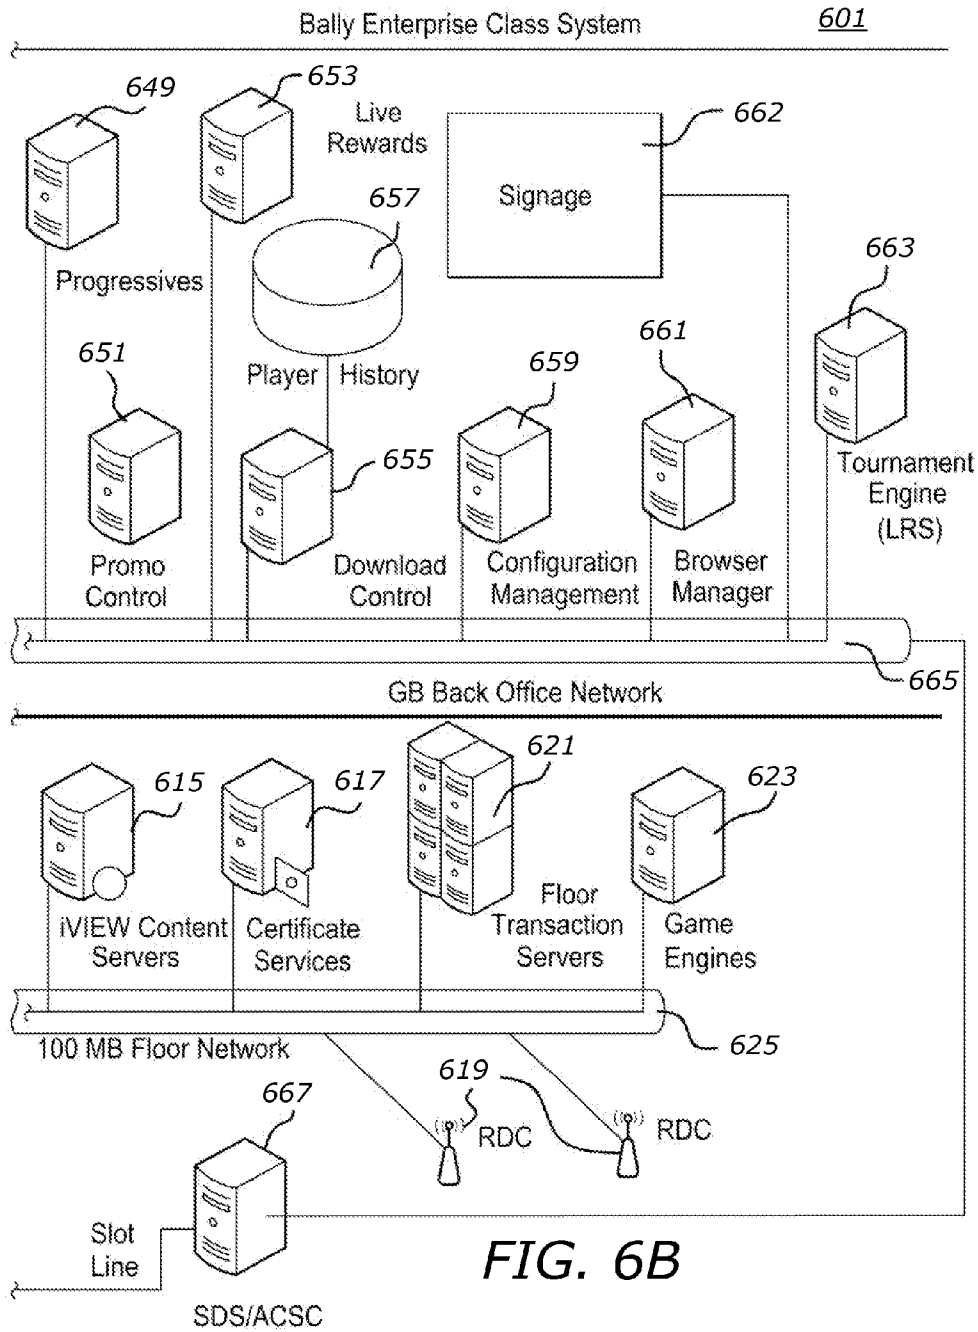 Bally Enterprise Class System
601
649
653
Live
Rewards
662
Signage
657
663
Progressives
651
Player History
659
661
655
Tournament
Engine
(LRS)
Promo
Control
Download
Control
Configuration
Management
Browser
Manager
665
GB Back Office Network
615
617
621
623
iVIEW Content
Servers
Certificate
Services
Floor
Transaction
Servers
Game
Engines
625
100 MB Floor Network
619
667
RDC
RDC
Slot
Line
FIG. 6B
SDS/ACSC